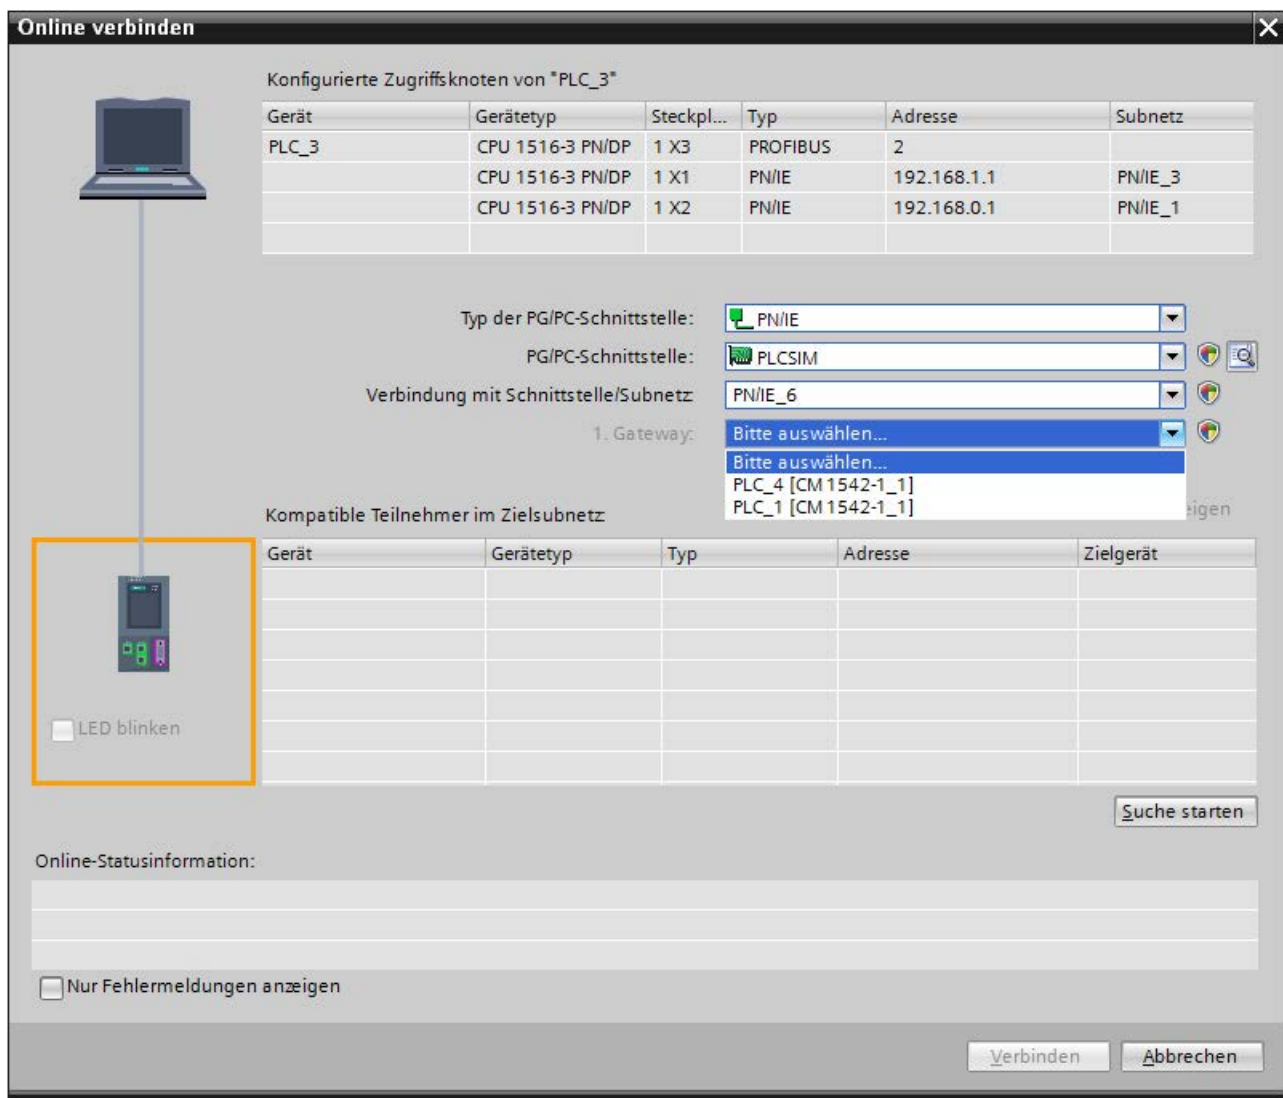 Online verbinden
Konfigurierte Zugriffsknoten von "PLC_3"
Gerät Gerätetyp Steckpl... Typ Adresse Subnetz
PLC_3 CPU 1516-3 PN/DP 1 X3 PROFIBUS 2
CPU 1516-3 PN/DP 1 X1 PN/IE 192.168.1.1 PN/IE_3
CPU 1516-3 PN/DP 1 X2 PN/IE 192.168.0.1 PN/IE_1
Typ der PG/PC-Schnittstelle: PN/IE
PG/PC-Schnittstelle: PLCSIM
Verbindung mit Schnittstelle/Subnetz: PN/IE_6
1. Gateway: Bitte auswählen...
Bitte auswählen...
PLC_4 [CM 1542-1_1]
PLC_1 [CM 1542-1_1]
eigen
Kompatible Teilnehmer im Zielsubnetz:
Gerät Gerätetyp Typ Adresse Zielgerät
LED blinken
Suche starten
Online-Statusinformation:
Nur Fehlermeldungen anzeigen
Verbinden Abbrechen